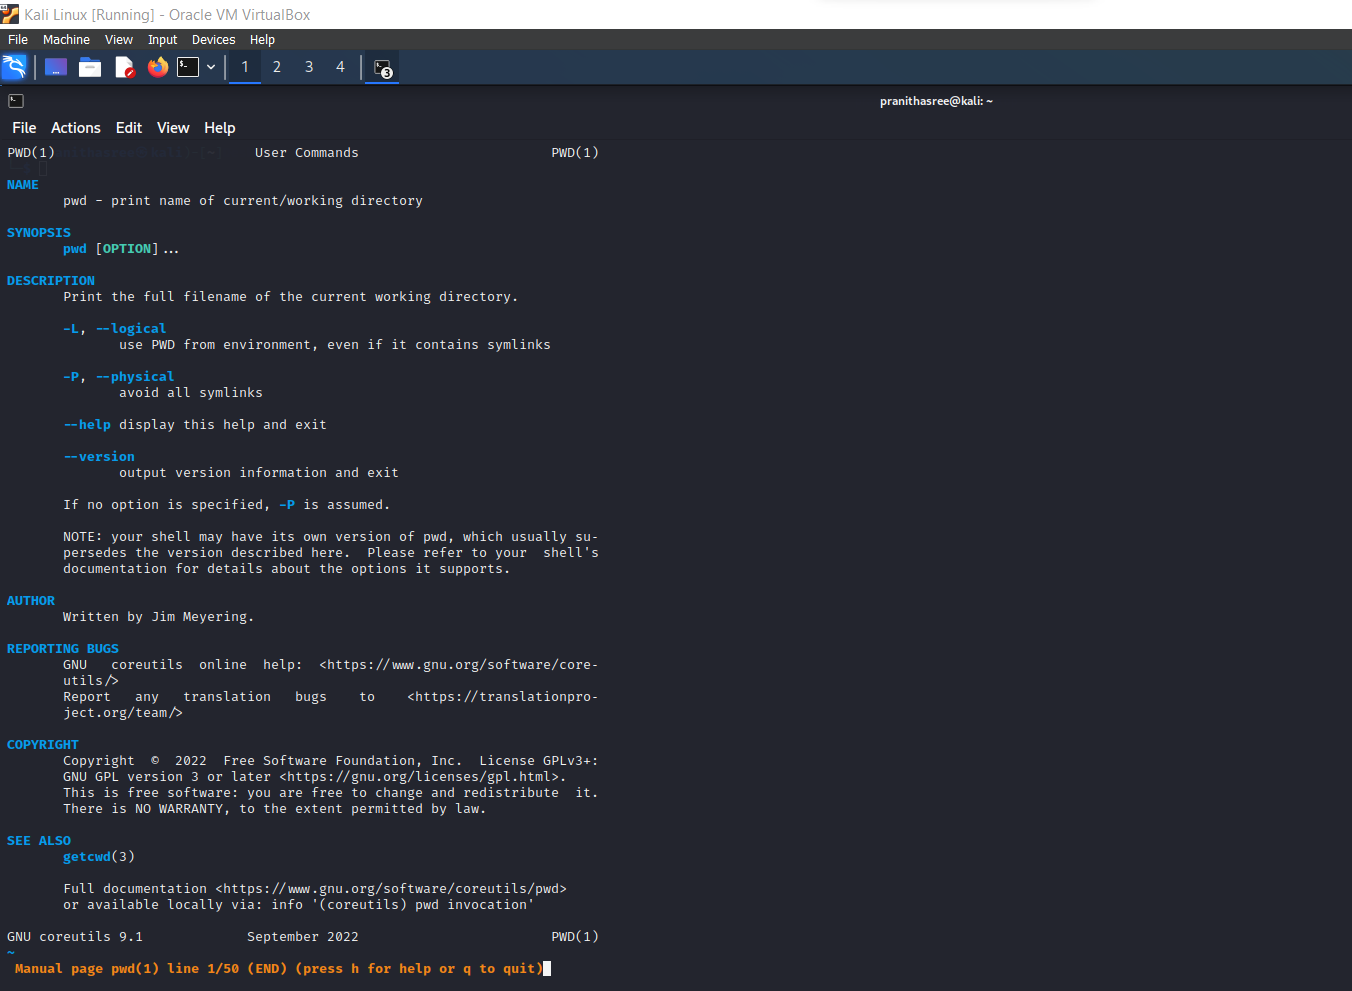 Kali Linux [Running] - Oracle VM VirtualBox
File Machine View Input Devices Help
1 2 3 4 3
pranithasree@kali: ~
File Actions Edit View Help
PWD(1) User Commands PWD(1)
NAME
pwd - print name of current/working directory
SYNOPSIS
pwd [OPTION]...
DESCRIPTION
Print the full filename of the current working directory.
-L, --logical
use PWD from environment, even if it contains symlinks
-P, --physical
avoid all symlinks
--help display this help and exit
--version
output version information and exit
If no option is specified, -P is assumed.
NOTE: your shell may have its own version of pwd, which usually su-
persedes the version described here. Please refer to your shell's
documentation for details about the options it supports.
AUTHOR
Written by Jim Meyering.
REPORTING BUGS
GNU coreutils online help: <https://www.gnu.org/software/core-
utils/>
Report any translation bugs to <https://translationpro-
ject.org/team/>
COPYRIGHT
Copyright © 2022 Free Software Foundation, Inc. License GPLv3+:
GNU GPL version 3 or later <https://gnu.org/licenses/gpl.html>.
This is free software: you are free to change and redistribute it.
There is NO WARRANTY, to the extent permitted by law.
SEE ALSO
getcwd(3)
Full documentation <https://www.gnu.org/software/coreutils/pwd>
or available locally via: info '(coreutils) pwd invocation'
GNU coreutils 9.1 September 2022 PWD(1)
~
Manual page pwd(1) line 1/50 (END) (press h for help or q to quit)